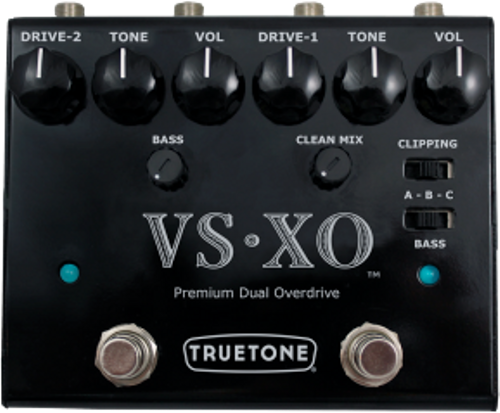 DRIVE-2 TONE VOL DRIVE-1 TONE VOL
BASS CLEAN MIX CLIPPING
A - B - C
VS·XO ™
BASS
Premium Dual Overdrive
TRUETONE ®